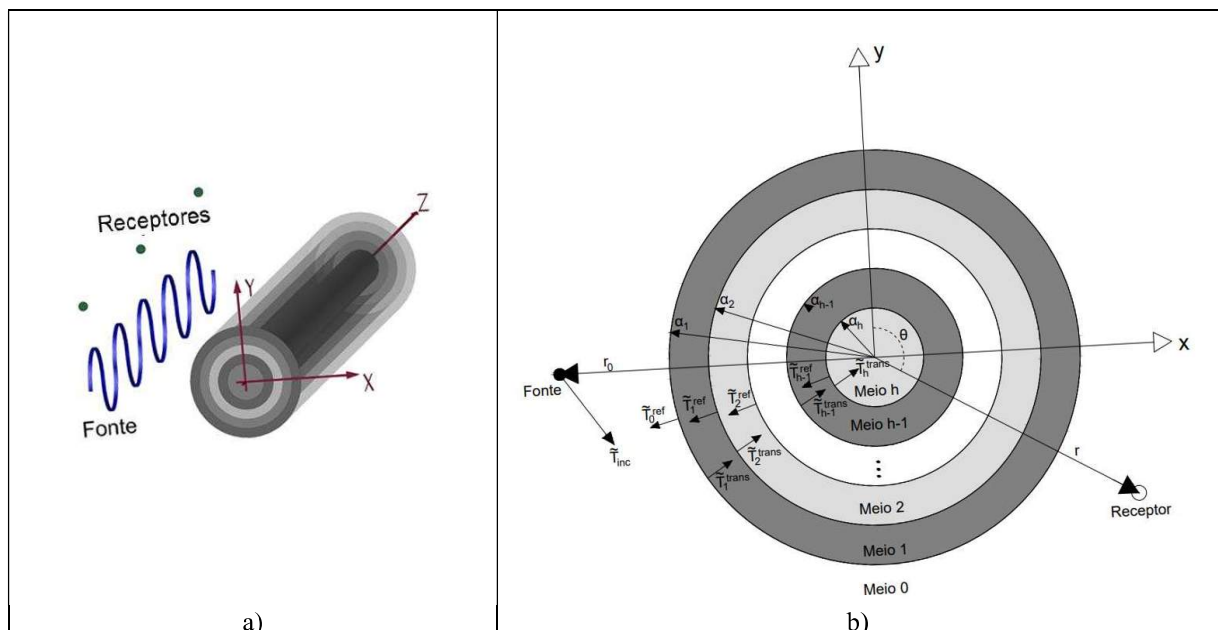 Receptores
Z
Y
X
Fonte
a)
y
α₂
α₁
αₕ₋₁
αₕ
θ
x
r₀
Fonte
T̃ₕ₋₁ʳᵉᶠ
T̃ₕᵗʳᵃⁿˢ
Meio h
T̃₀ʳᵉᶠ
T̃₁ʳᵉᶠ
T̃₂ʳᵉᶠ
T̃ₕ₋₁ᵗʳᵃⁿˢ
Meio h-1
r
T̃inc
T̃₁ᵗʳᵃⁿˢ
T̃₂ᵗʳᵃⁿˢ
⋮
Meio 2
Receptor
Meio 1
Meio 0
b)